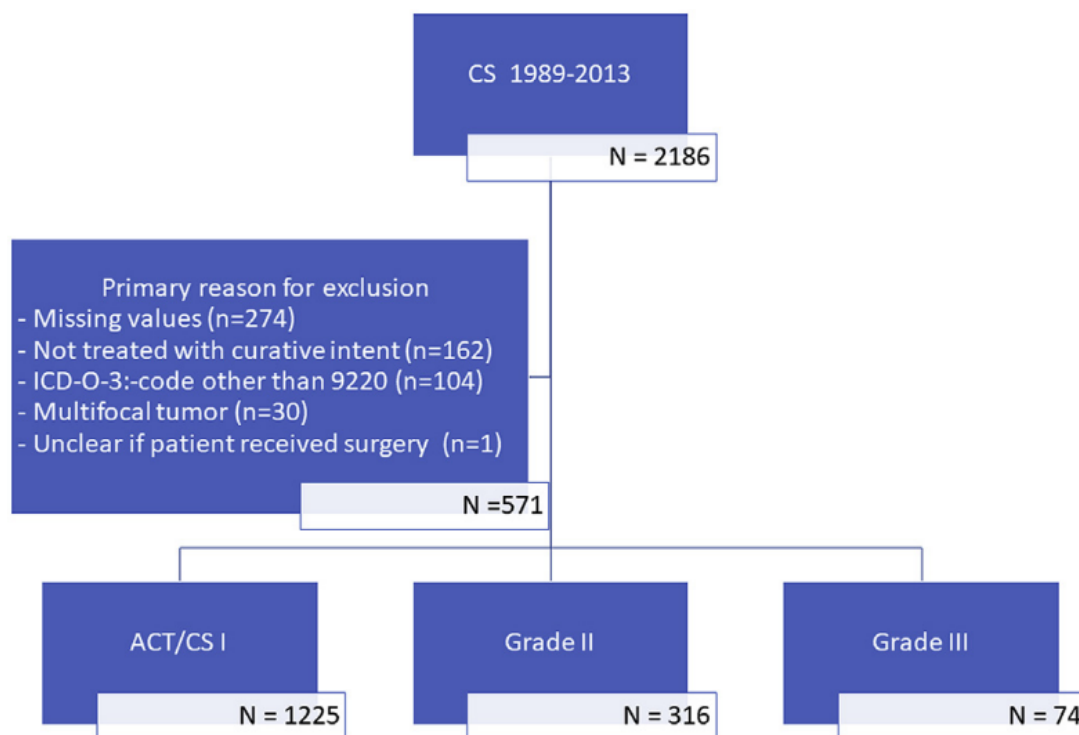 CS 1989-2013
N = 2186
Primary reason for exclusion
- Missing values (n=274)
- Not treated with curative intent (n=162)
- ICD-O-3:-code other than 9220 (n=104)
- Multifocal tumor (n=30)
- Unclear if patient received surgery (n=1)
N =571
ACT/CS I
N = 1225
Grade II
N = 316
Grade III
N = 74